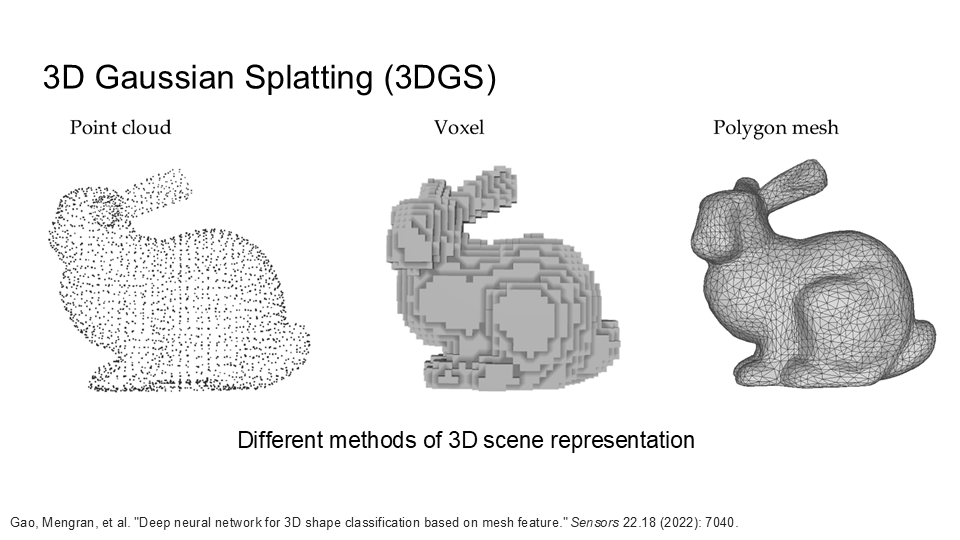 3D Gaussian Splatting (3DGS)
Point cloud
Voxel
Polygon mesh
Different methods of 3D scene representation
Gao, Mengran, et al. "Deep neural network for 3D shape classification based on mesh feature." Sensors 22.18 (2022): 7040.